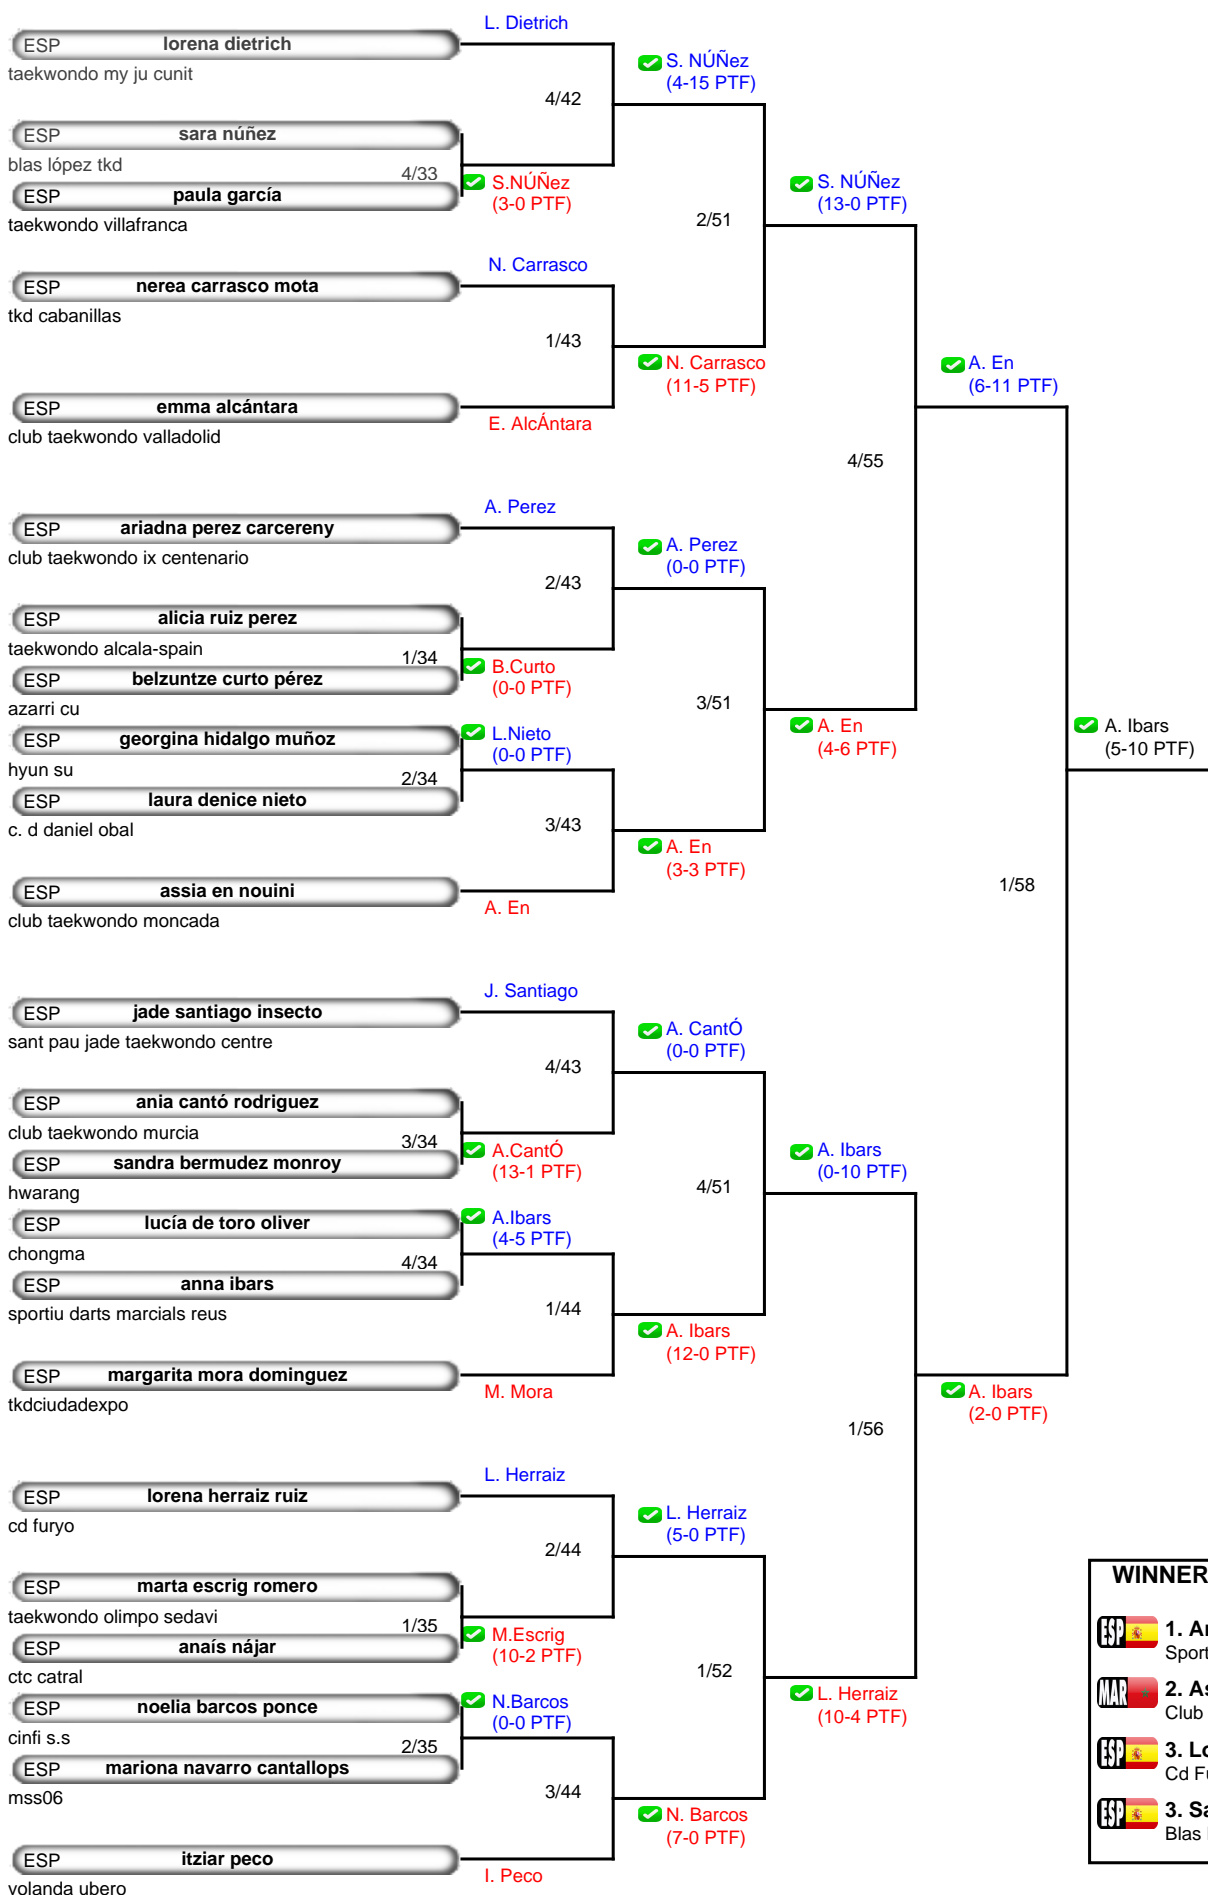 L. Dietrich
ESP lorena dietrich
taekwondo my ju cunit
S. NÚÑez
(4-15 PTF)
4/42
ESP sara núñez
blas lópez tkd
4/33
ESP paula garcía
taekwondo villafranca
S.NÚÑez
(3-0 PTF)
S. NÚÑez
(13-0 PTF)
2/51
N. Carrasco
ESP nerea carrasco mota
tkd cabanillas
1/43
N. Carrasco
(11-5 PTF)
A. En
(6-11 PTF)
ESP emma alcántara
club taekwondo valladolid
E. AlcÁntara
4/55
A. Perez
ESP ariadna perez carcereny
club taekwondo ix centenario
A. Perez
(0-0 PTF)
2/43
ESP alicia ruiz perez
taekwondo alcala-spain
1/34
ESP belzuntze curto pérez
azarri cu
B.Curto
(0-0 PTF)
3/51
ESP georgina hidalgo muñoz
hyun su
L.Nieto
(0-0 PTF)
A. En
(4-6 PTF)
A. Ibars
(5-10 PTF)
2/34
ESP laura denice nieto
c. d daniel obal
3/43
A. En
(3-3 PTF)
ESP assia en nouini
club taekwondo moncada
A. En
1/58
J. Santiago
ESP jade santiago insecto
sant pau jade taekwondo centre
A. CantÓ
(0-0 PTF)
4/43
ESP ania cantó rodriguez
club taekwondo murcia
3/34
ESP sandra bermudez monroy
hwarang
A.CantÓ
(13-1 PTF)
A. Ibars
(0-10 PTF)
4/51
ESP lucía de toro oliver
chongma
A.Ibars
(4-5 PTF)
4/34
ESP anna ibars
sportiu darts marcials reus
1/44
A. Ibars
(12-0 PTF)
ESP margarita mora dominguez
tkdciudadexpo
M. Mora
A. Ibars
(2-0 PTF)
1/56
L. Herraiz
ESP lorena herraiz ruiz
cd furyo
L. Herraiz
(5-0 PTF)
2/44
ESP marta escrig romero
taekwondo olimpo sedavi
1/35
ESP anaís nájar
ctc catral
M.Escrig
(10-2 PTF)
1/52
ESP noelia barcos ponce
cinfi s.s
N.Barcos
(0-0 PTF)
L. Herraiz
(10-4 PTF)
2/35
ESP mariona navarro cantallops
mss06
3/44
N. Barcos
(7-0 PTF)
ESP itziar peco
yolanda ubero
I. Peco
WINNER
ESP 1. Ar
Sport
MAR 2. As
Club
ESP 3. Lo
Cd Fu
ESP 3. Sa
Blas